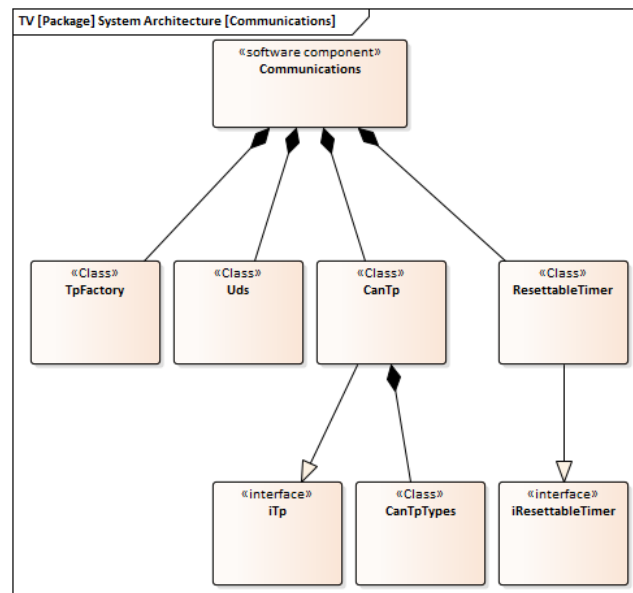 TV [Package] System Architecture [Communications]
«software component»
Communications
«Class»
TpFactory
«Class»
Uds
«Class»
CanTp
«Class»
ResettableTimer
«interface»
iTp
«Class»
CanTpTypes
«interface»
iResettableTimer